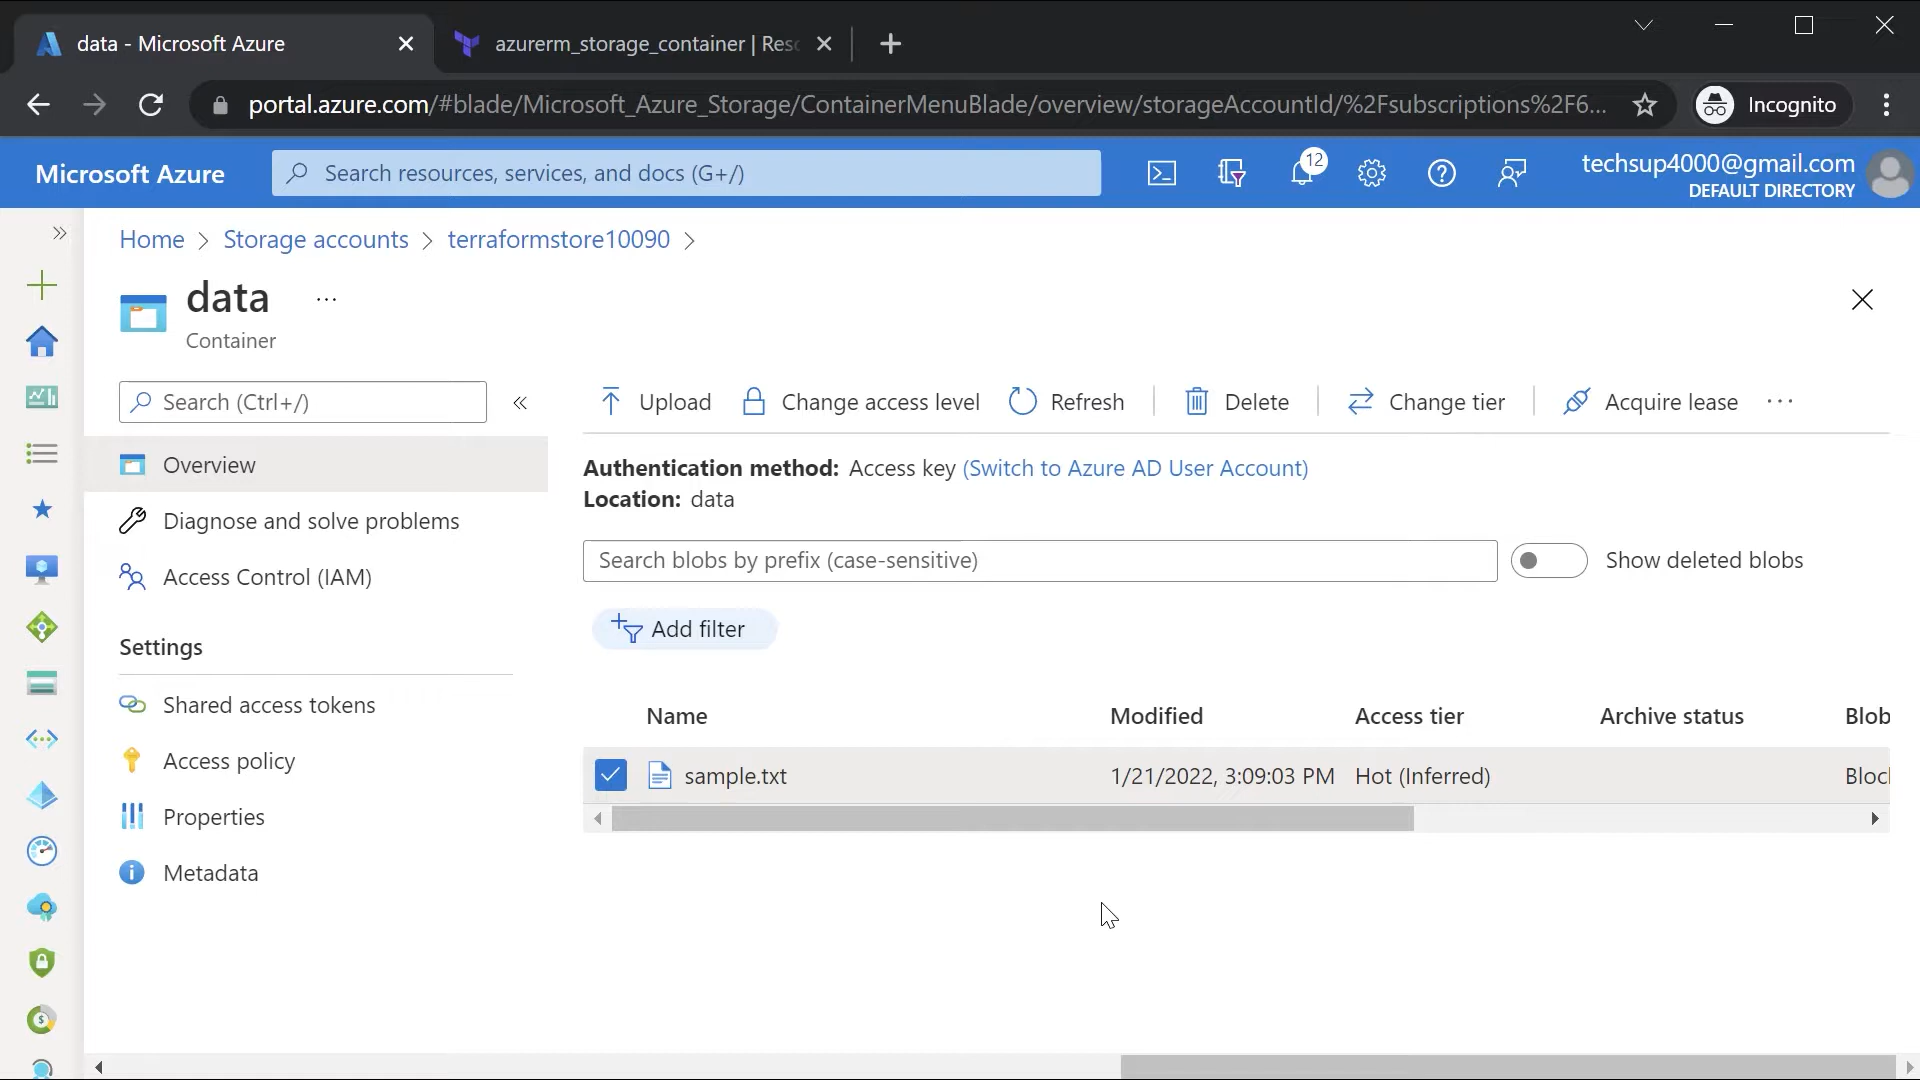 data - Microsoft Azure
azurerm_storage_container | Reso
portal.azure.com/#blade/Microsoft_Azure_Storage/ContainerMenuBlade/overview/storageAccountId/%2Fsubscriptions%2F6...
Incognito
Microsoft Azure
Search resources, services, and docs (G+/)
12
techsup4000@gmail.com
DEFAULT DIRECTORY
Home > Storage accounts > terraformstore10090 >
data ...
Container
Search (Ctrl+/)
Upload
Change access level
Refresh
Delete
Change tier
Acquire lease
...
Overview
Diagnose and solve problems
Access Control (IAM)
Settings
Shared access tokens
Access policy
Properties
Metadata
Authentication method: Access key (Switch to Azure AD User Account)
Location: data
Search blobs by prefix (case-sensitive)
Show deleted blobs
Add filter
Name Modified Access tier Archive status Blob
sample.txt 1/21/2022, 3:09:03 PM Hot (Inferred) Bloc